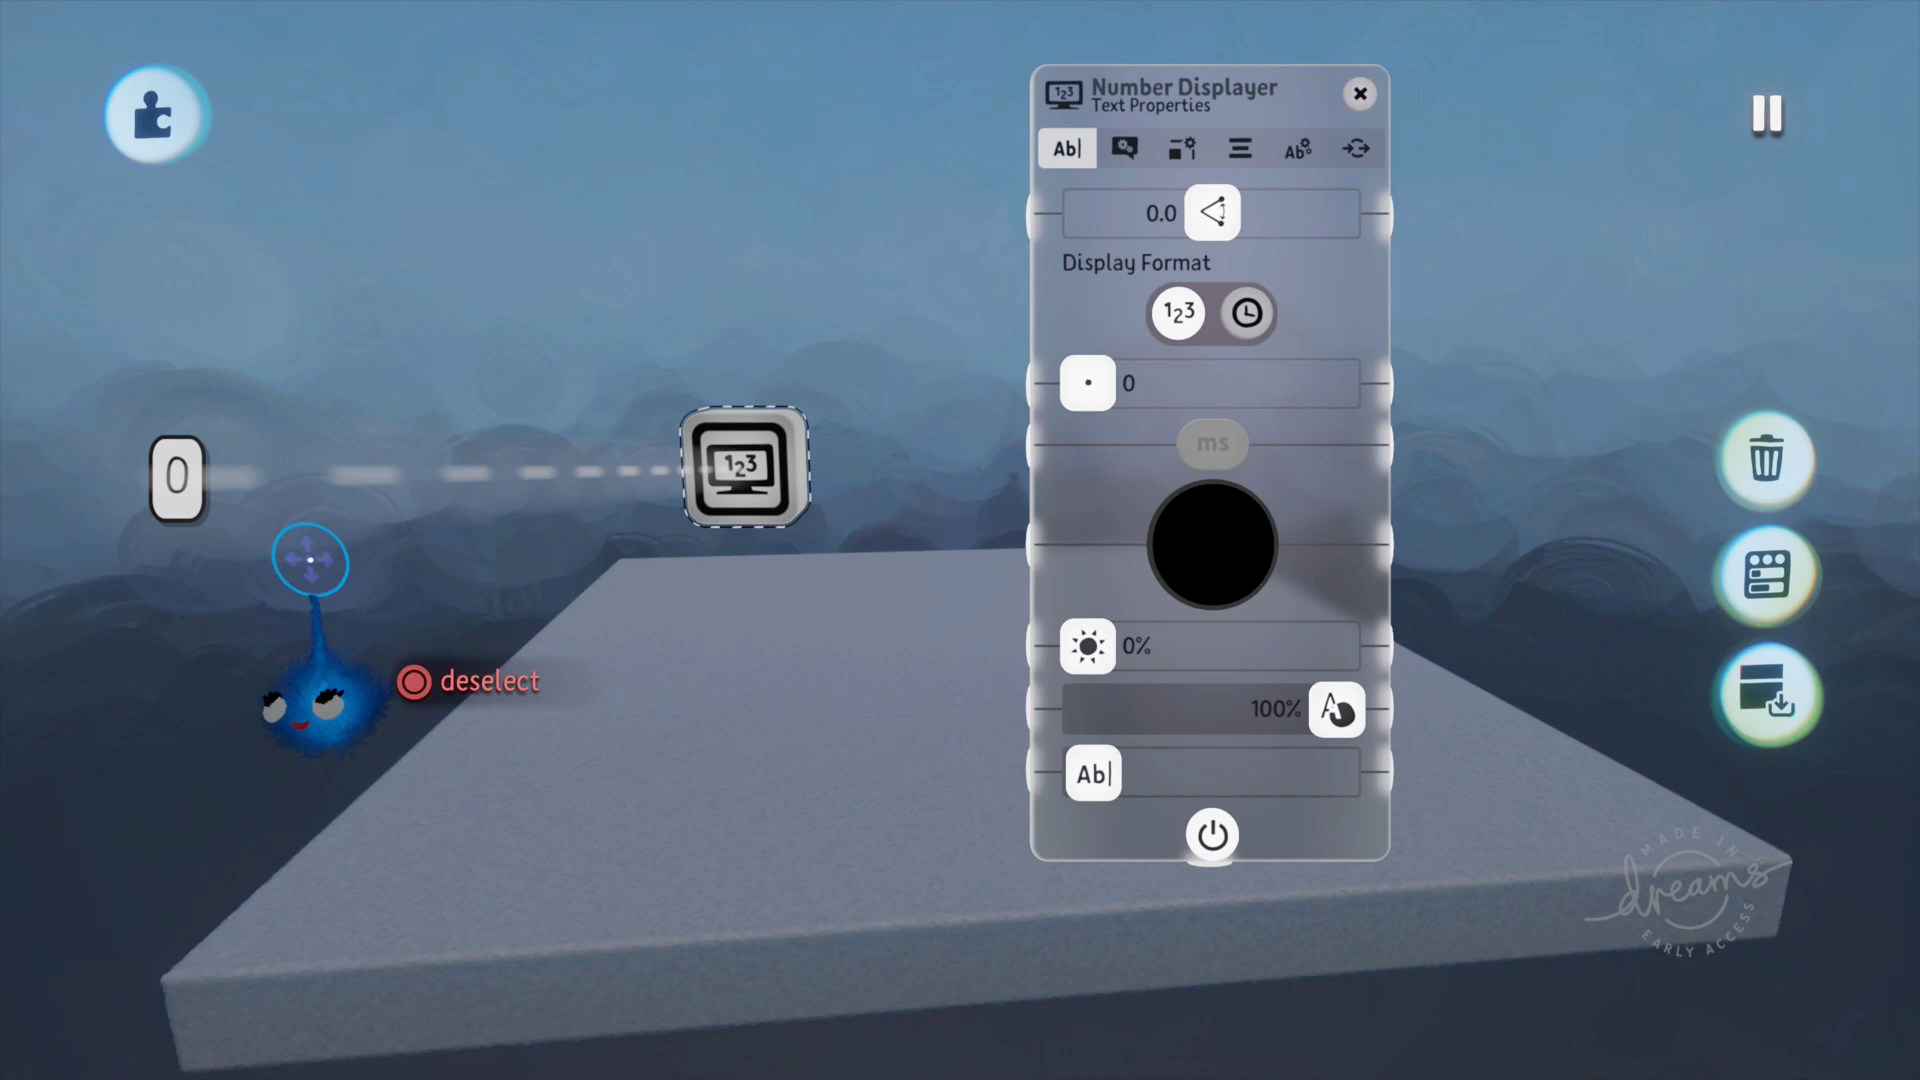 Number Displayer
Text Properties
Ab|
Ab
0.0
Display Format
123
0
ms
0
123
0%
deselect
100%
A
Ab|
MADE IN
dreams
EARLY ACCESS